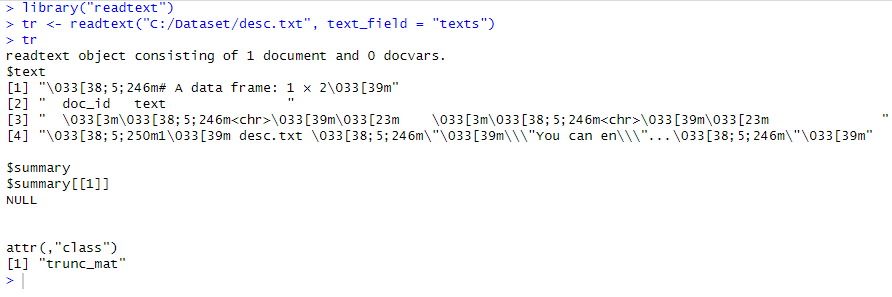 > library("readtext")
> tr <- readtext("C:/Dataset/desc.txt", text_field = "texts")
> tr
readtext object consisting of 1 document and 0 docvars.
$text
[1] "\033[38;5;246m# A data frame: 1 × 2\033[39m"
[2] "  doc_id   text                "
[3] "  \033[3m\033[38;5;246m<chr>\033[39m\033[23m    \033[3m\033[38;5;246m<chr>\033[39m\033[23m               "
[4] "\033[38;5;250m1\033[39m desc.txt \033[38;5;246m\"\033[39m\\\"You can en\\\"...\033[38;5;246m\"\033[39m"

$summary
$summary[[1]]
NULL


attr(,"class")
[1] "trunc_mat"
>